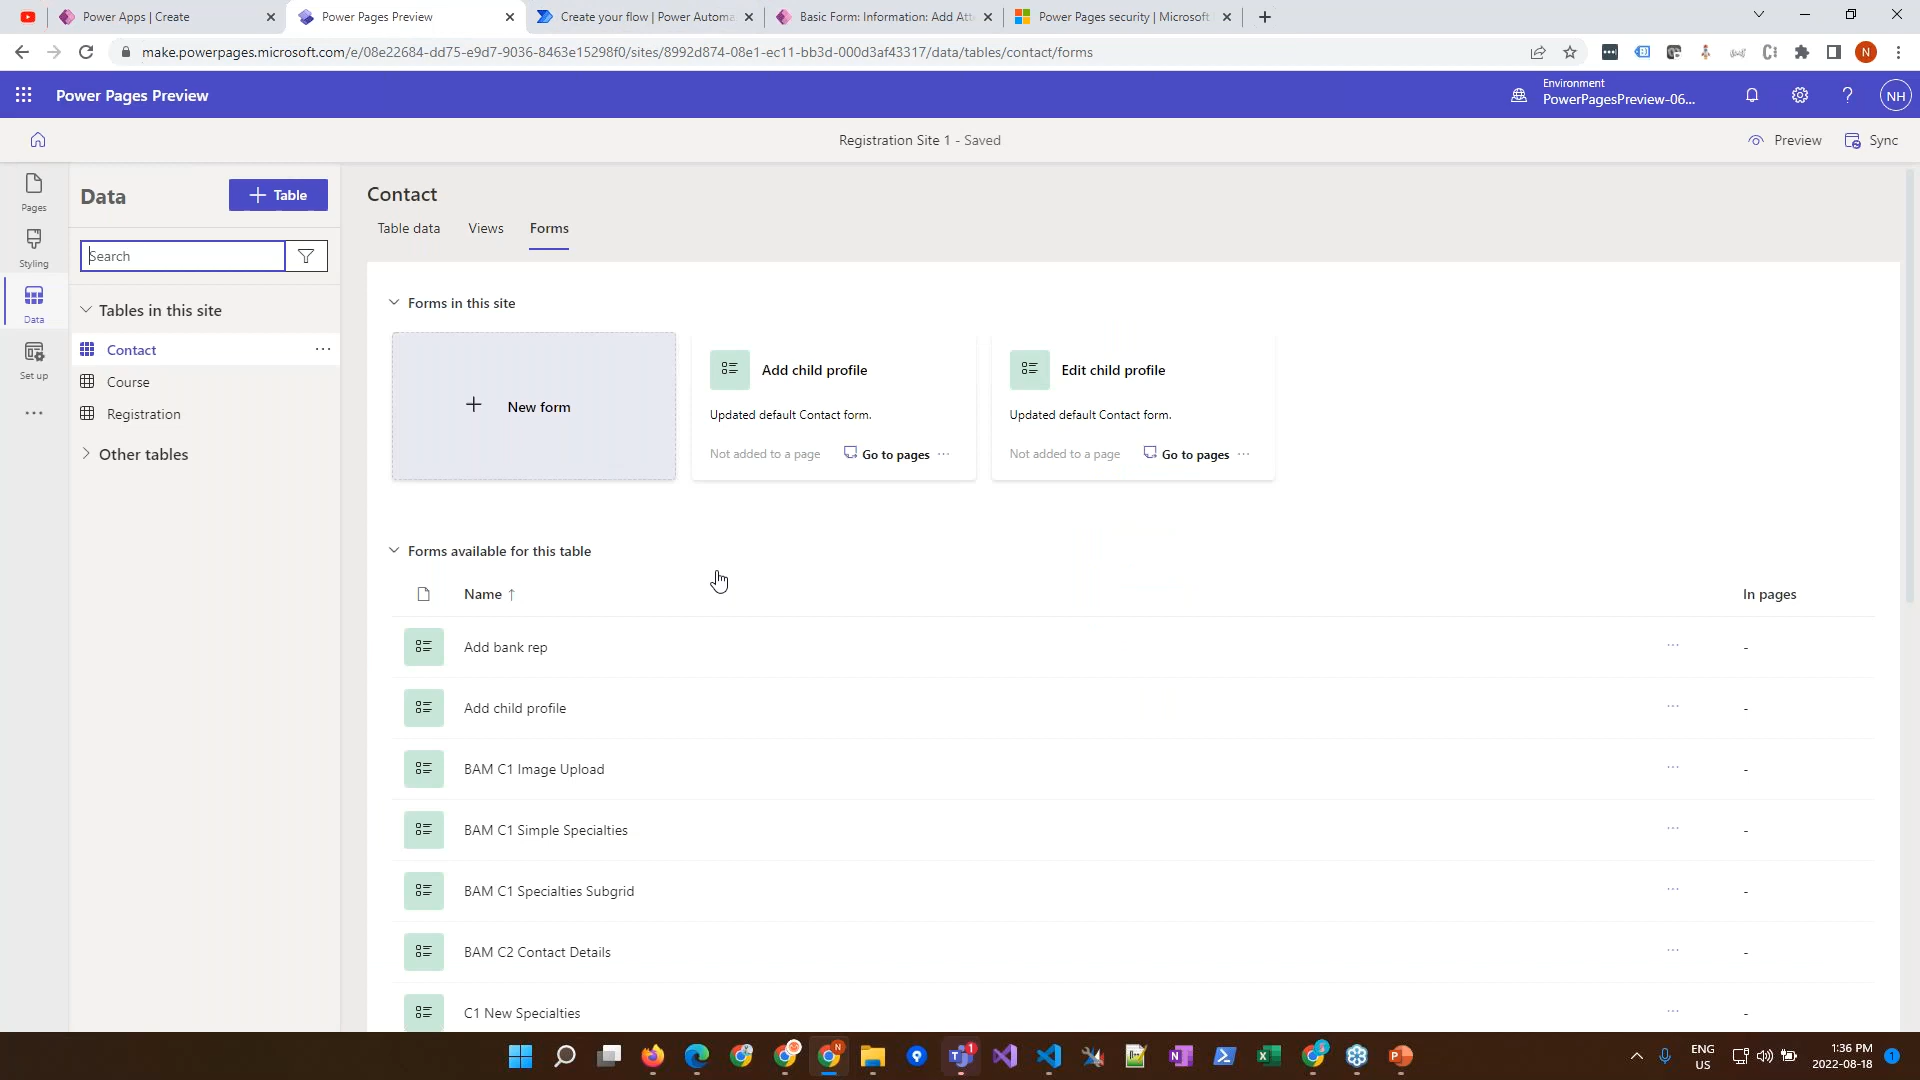 Power Apps | Create
Power Pages Preview
Create your flow | Power Automa
Basic Form: Information: Add Att
Power Pages security | Microsoft
make.powerpages.microsoft.com/e/08e22684-dd75-e9d7-9036-8463e15298f0/sites/8992d874-08e1-ec11-bb3d-000d3af43317/data/tables/contact/forms
N
Power Pages Preview
Environment
PowerPagesPreview-06...
NH
Registration Site 1 - Saved
Preview
Sync
Pages
Styling
Data
Set up
Data
Table
Search
Tables in this site
Contact
Course
Registration
Other tables
Contact
Table data
Views
Forms
Forms in this site
New form
Add child profile
Updated default Contact form.
Not added to a page
Go to pages
Edit child profile
Updated default Contact form.
Not added to a page
Go to pages
Forms available for this table
Name ↑
In pages
Add bank rep
-
Add child profile
-
BAM C1 Image Upload
-
BAM C1 Simple Specialties
-
BAM C1 Specialties Subgrid
-
BAM C2 Contact Details
-
C1 New Specialties
-
ENG
US
1:36 PM
2022-08-18
1